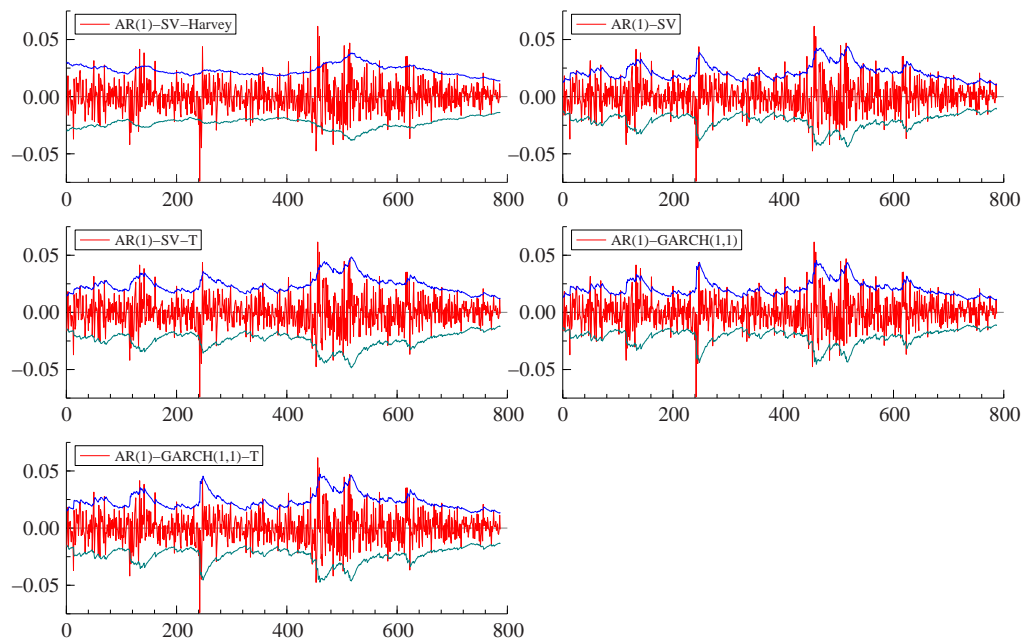 AR(1)−SV−Harvey
0.05
0.00
−0.05
0 200 400 600 800
AR(1)−SV
0.05
0.00
−0.05
0 200 400 600 800
AR(1)−SV−T
0.05
0.00
−0.05
0 200 400 600 800
AR(1)−GARCH(1,1)
0.05
0.00
−0.05
0 200 400 600 800
AR(1)−GARCH(1,1)−T
0.05
0.00
−0.05
0 200 400 600 800